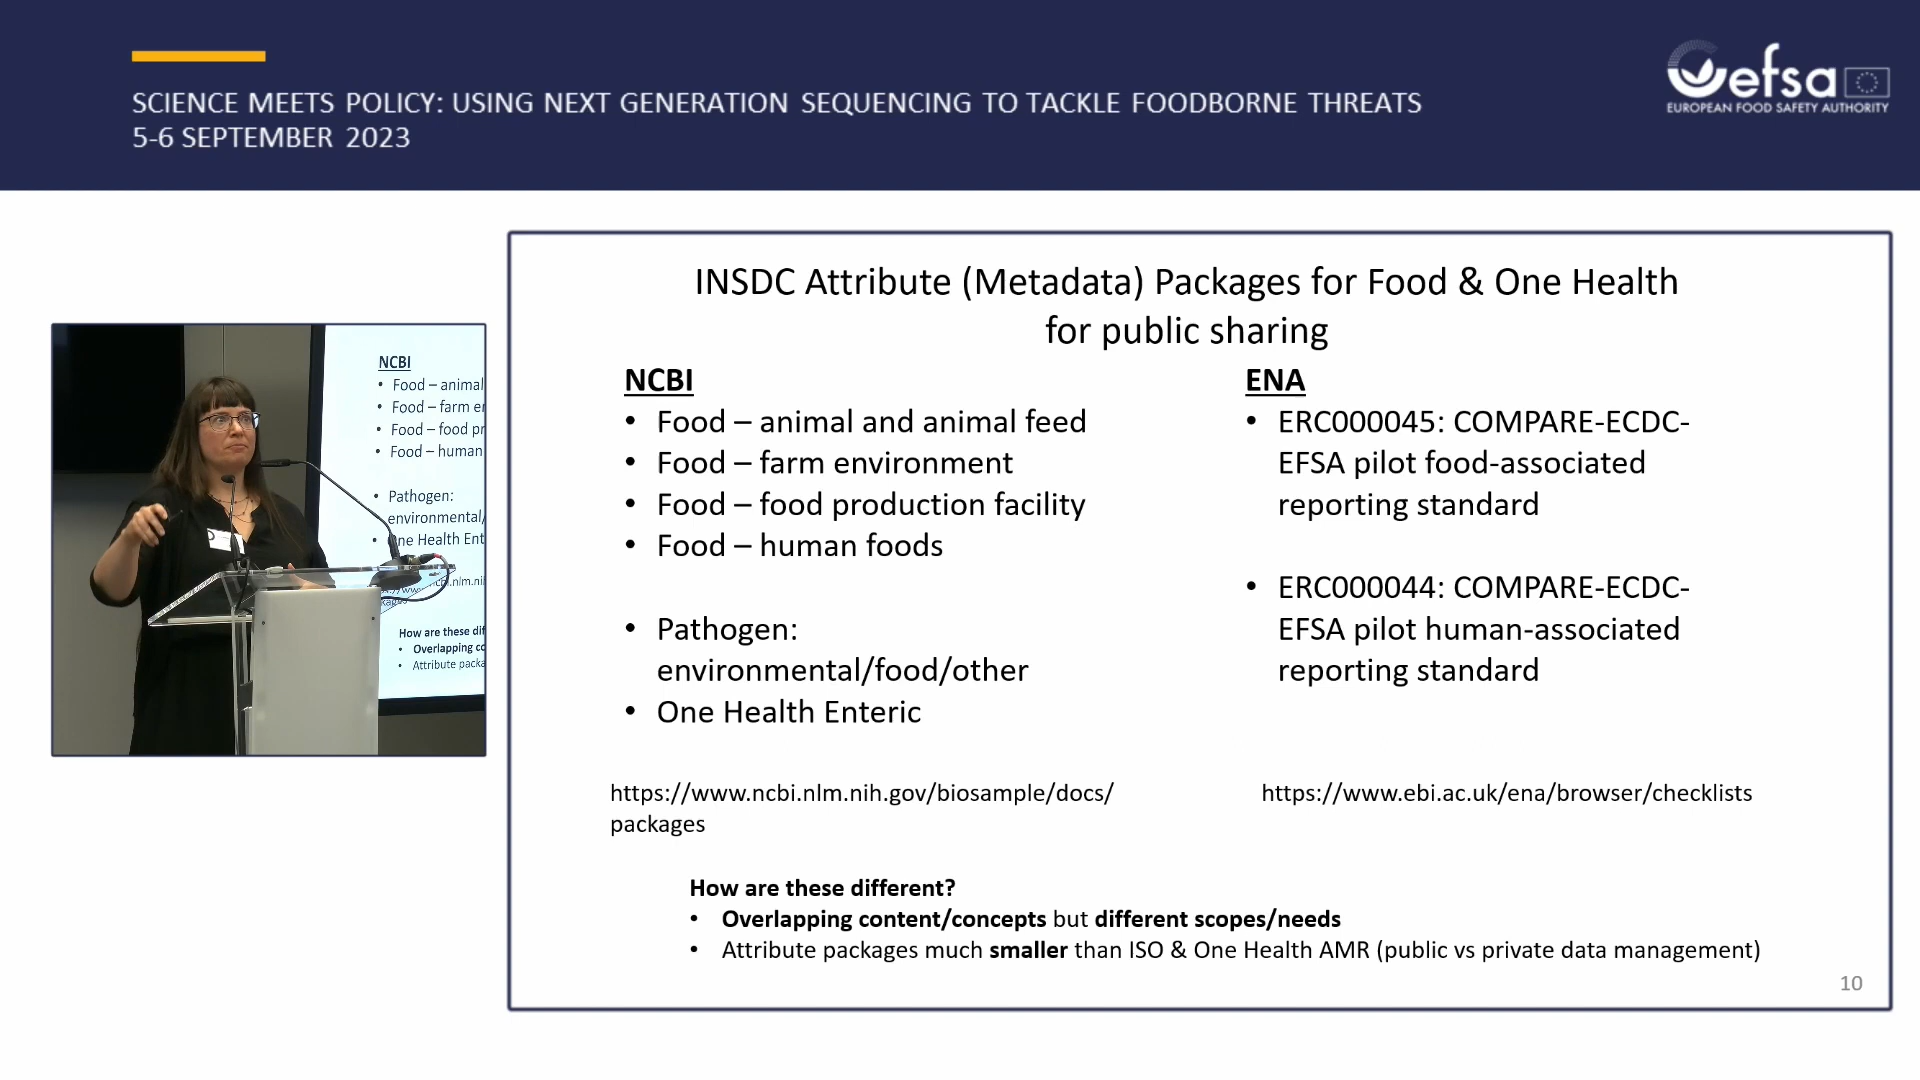 SCIENCE MEETS POLICY: USING NEXT GENERATION SEQUENCING TO TACKLE FOODBORNE THREATS
5-6 SEPTEMBER 2023
efsa
EUROPEAN FOOD SAFETY AUTHORITY
NCBI
• Food – animal
• Food – farm
• Food – food
• Food – human
• Pathogen:
environmental/
• One Health
How are these
• Overlapping
• Attribute
INSDC Attribute (Metadata) Packages for Food & One Health
for public sharing
NCBI
• Food – animal and animal feed
• Food – farm environment
• Food – food production facility
• Food – human foods
• Pathogen:
environmental/food/other
• One Health Enteric
https://www.ncbi.nlm.nih.gov/biosample/docs/
packages
ENA
• ERC000045: COMPARE-ECDC-
EFSA pilot food-associated
reporting standard
• ERC000044: COMPARE-ECDC-
EFSA pilot human-associated
reporting standard
https://www.ebi.ac.uk/ena/browser/checklists
How are these different?
• Overlapping content/concepts but different scopes/needs
• Attribute packages much smaller than ISO & One Health AMR (public vs private data management)
10